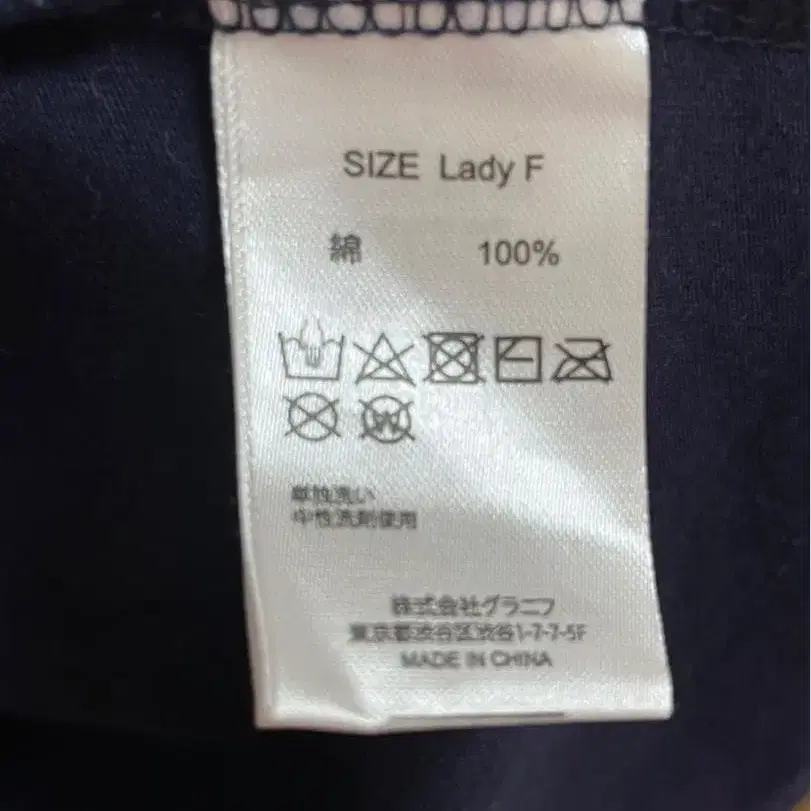 SIZE Lady F
綿 100%
W
単独洗い
中性洗剤使用
株式会社グラニフ
東京都渋谷区渋谷1-7-7-5F
MADE IN CHINA